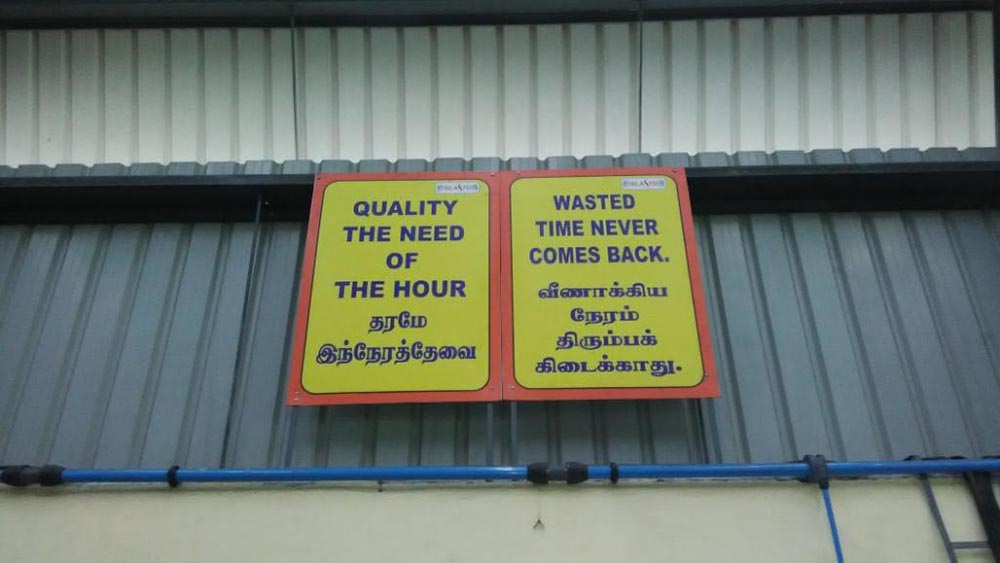 QUALITY
THE NEED
OF
THE HOUR
தரமே
இந்நேரத்தேவை
WASTED
TIME NEVER
COMES BACK.
வீணாக்கிய
நேரம்
திரும்பக்
கிடைக்காது.